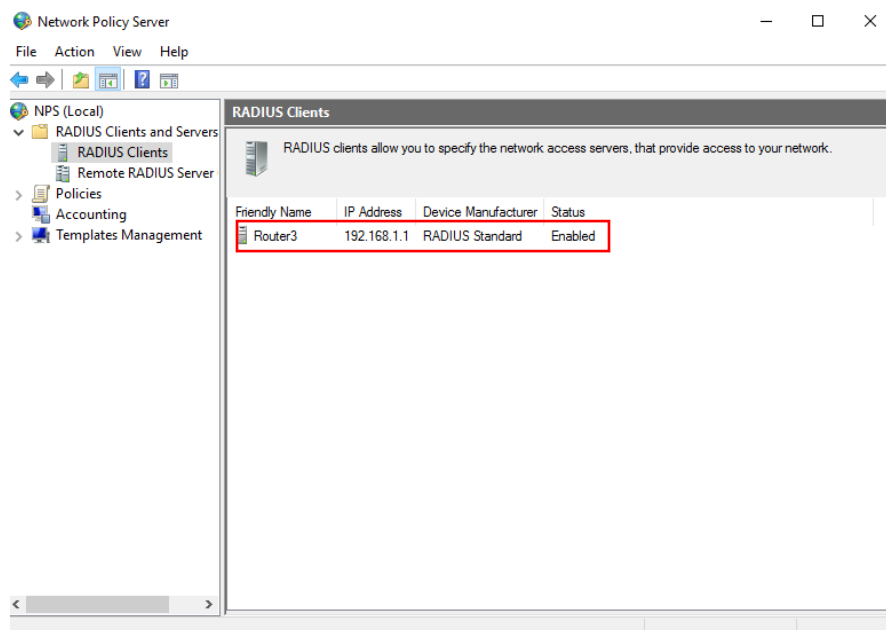 Network Policy Server
File Action View Help
NPS (Local)
RADIUS Clients and Servers
RADIUS Clients
Remote RADIUS Server
Policies
Accounting
Templates Management
RADIUS Clients
RADIUS clients allow you to specify the network access servers, that provide access to your network.
Friendly Name IP Address Device Manufacturer Status
Router3 192.168.1.1 RADIUS Standard Enabled